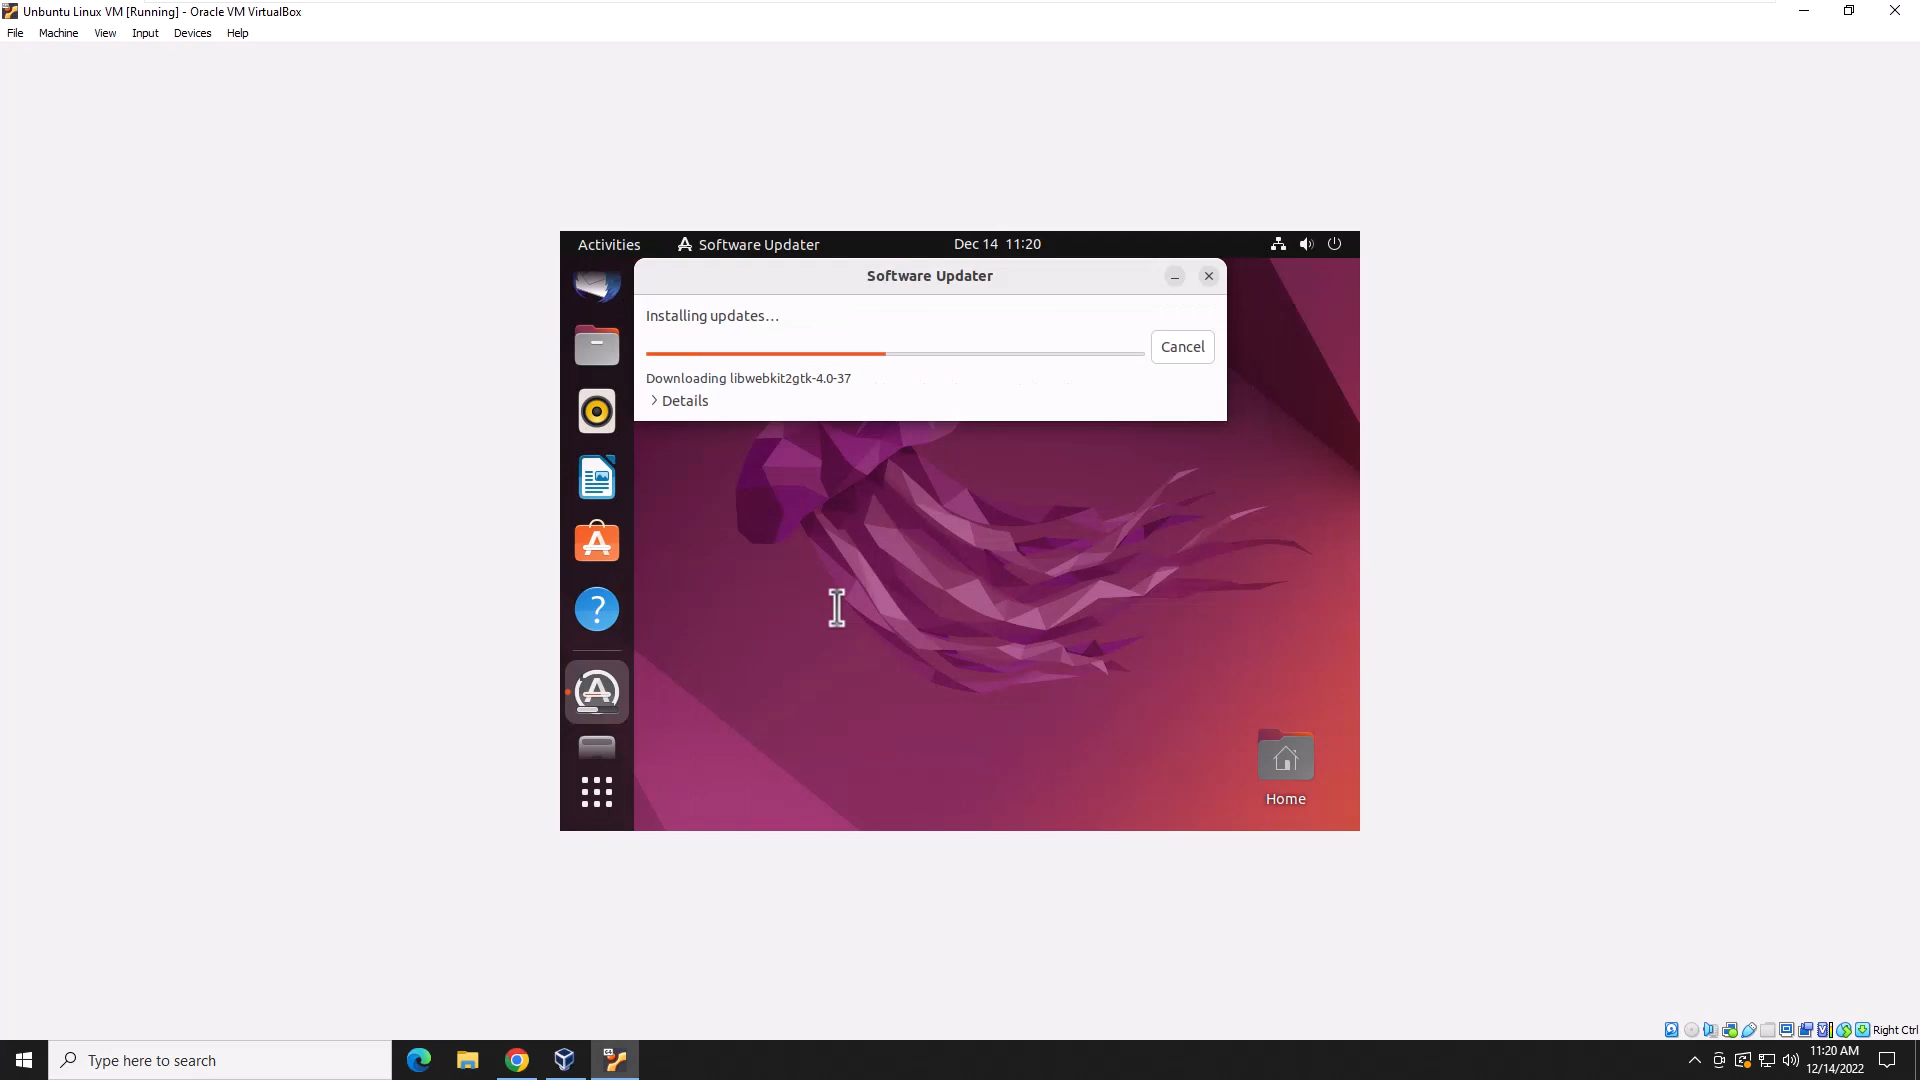 Unbuntu Linux VM [Running] - Oracle VM VirtualBox
File Machine View Input Devices Help
Activities Software Updater Dec 14 11:20
Software Updater
Installing updates...
Cancel
Downloading libwebkit2gtk-4.0-37
Details
Home
Right Ctrl
Type here to search
11:20 AM
12/14/2022